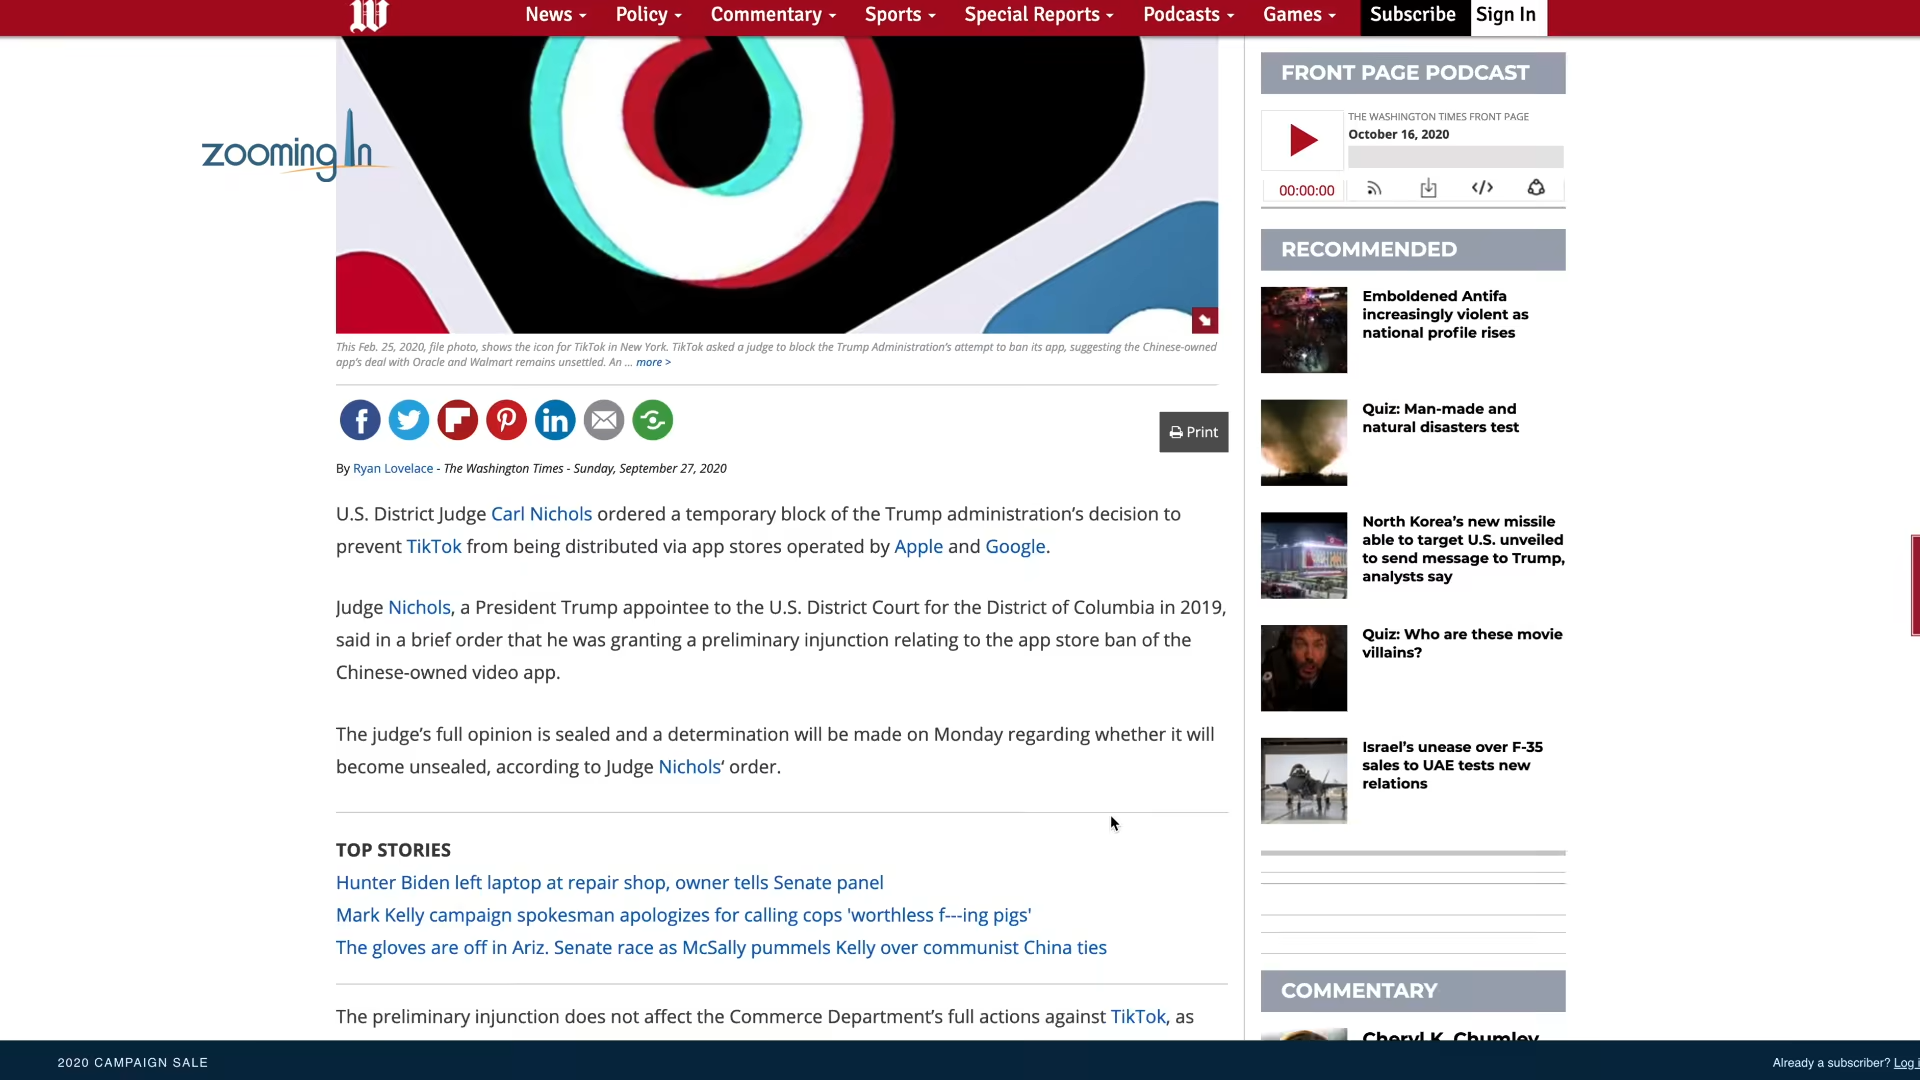 W
News
Policy
Commentary
Sports
Special Reports
Podcasts
Games
Subscribe
Sign In
zooming In
This Feb. 25, 2020, file photo, shows the icon for TikTok in New York. TikTok asked a judge to block the Trump Administration's attempt to ban its app, suggesting the Chinese-owned
app's deal with Oracle and Walmart remains unsettled. An ... more >
Print
By Ryan Lovelace - The Washington Times - Sunday, September 27, 2020
U.S. District Judge Carl Nichols ordered a temporary block of the Trump administration's decision to
prevent TikTok from being distributed via app stores operated by Apple and Google.
Judge Nichols, a President Trump appointee to the U.S. District Court for the District of Columbia in 2019,
said in a brief order that he was granting a preliminary injunction relating to the app store ban of the
Chinese-owned video app.
The judge's full opinion is sealed and a determination will be made on Monday regarding whether it will
become unsealed, according to Judge Nichols‘ order.
TOP STORIES
Hunter Biden left laptop at repair shop, owner tells Senate panel
Mark Kelly campaign spokesman apologizes for calling cops 'worthless f---ing pigs'
The gloves are off in Ariz. Senate race as McSally pummels Kelly over communist China ties
The preliminary injunction does not affect the Commerce Department's full actions against TikTok, as
FRONT PAGE PODCAST
THE WASHINGTON TIMES FRONT PAGE
October 16, 2020
00:00:00
RECOMMENDED
Emboldened Antifa
increasingly violent as
national profile rises
Quiz: Man-made and
natural disasters test
North Korea's new missile
able to target U.S. unveiled
to send message to Trump,
analysts say
Quiz: Who are these movie
villains?
Israel's unease over F-35
sales to UAE tests new
relations
COMMENTARY
Cheryl K. Chumley
2020 CAMPAIGN SALE
Already a subscriber? Log i